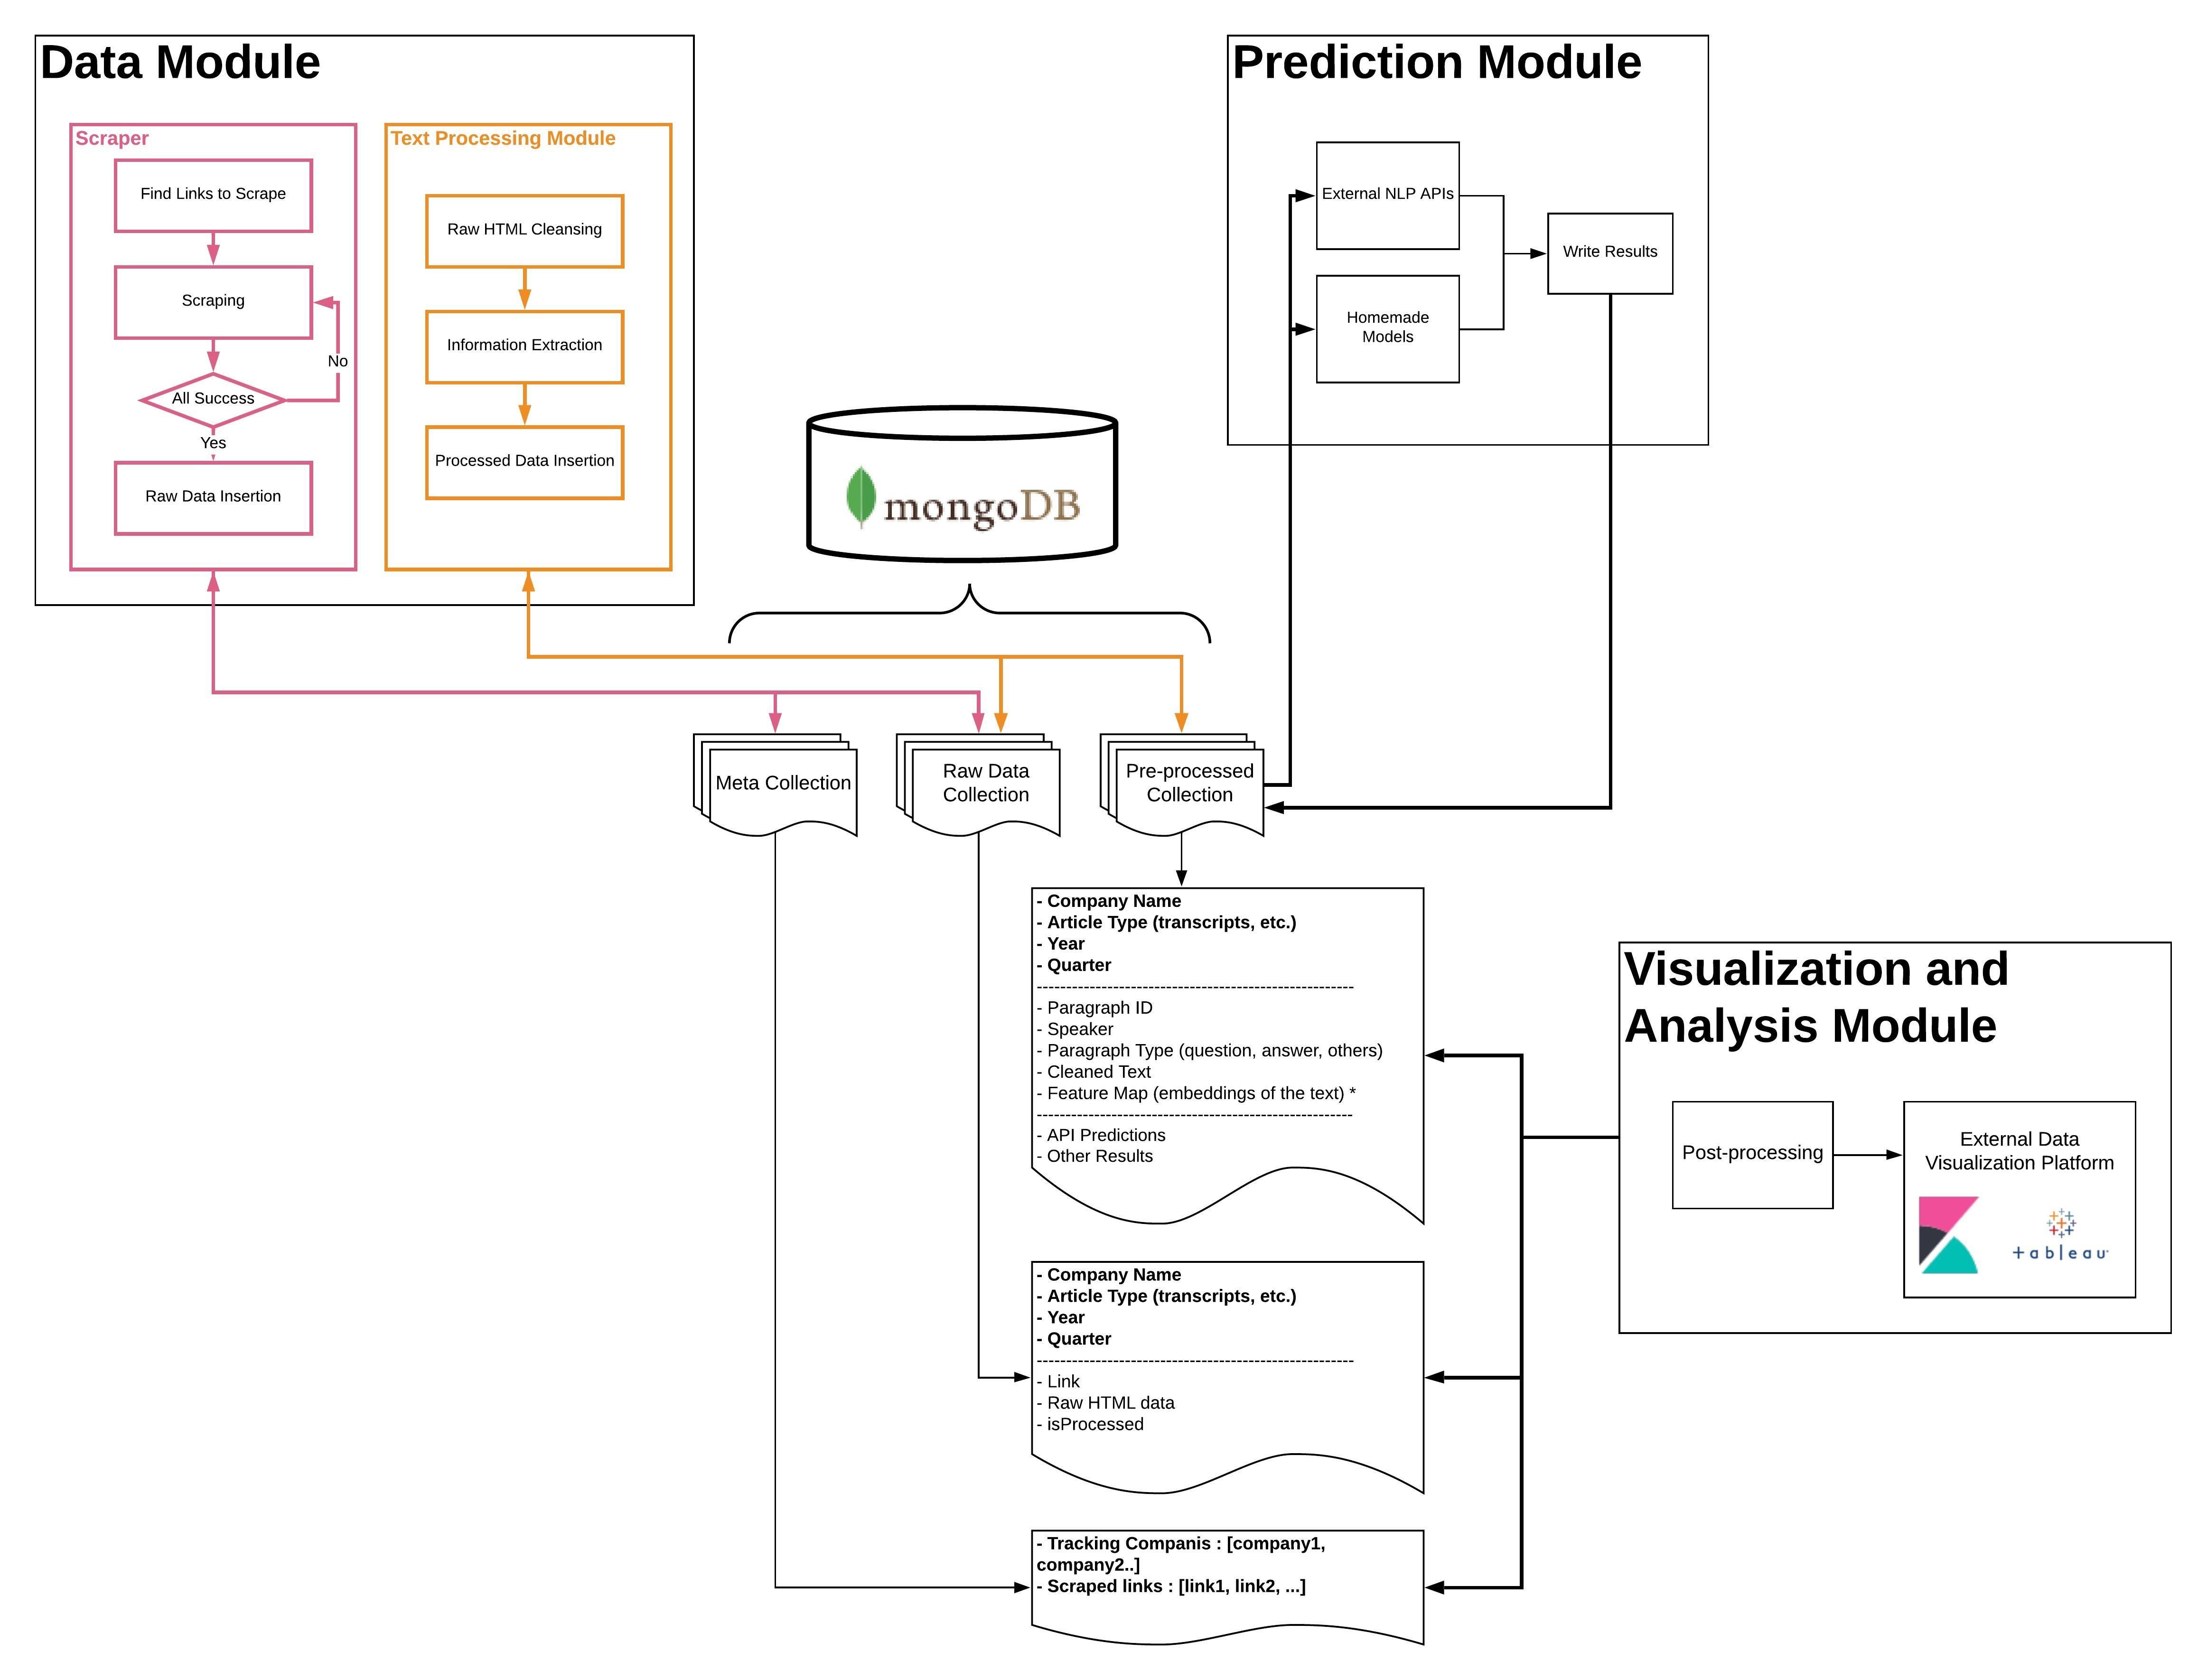 Data Module
Scraper
Find Links to Scrape
Scraping
No
All Success
Yes
Raw Data Insertion
Text Processing Module
Raw HTML Cleansing
Information Extraction
Processed Data Insertion
Prediction Module
External NLP APIs
Homemade
Models
Write Results
mongoDB
Meta Collection
Raw Data
Collection
Pre-processed
Collection
- Company Name
- Article Type (transcripts, etc.)
- Year
- Quarter
--------------------------------------------------------
- Paragraph ID
- Speaker
- Paragraph Type (question, answer, others)
- Cleaned Text
- Feature Map (embeddings of the text) *
--------------------------------------------------------
- API Predictions
- Other Results
- Company Name
- Article Type (transcripts, etc.)
- Year
- Quarter
--------------------------------------------------------
- Link
- Raw HTML data
- isProcessed
- Tracking Companis : [company1,
company2..]
- Scraped links : [link1, link2, ...]
Visualization and
Analysis Module
Post-processing
External Data
Visualization Platform
+ableau